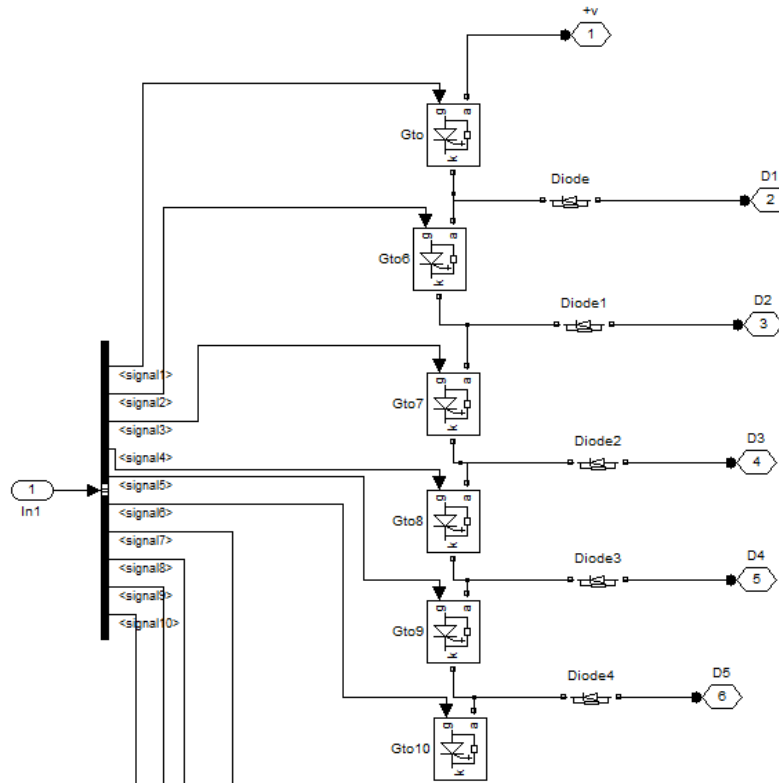 +v
1
g
a
Gto
k
Diode
D1
2
g
a
Gto6
k
Diode1
D2
3
g
a
Gto7
k
Diode2
D3
4
g
a
Gto8
k
Diode3
D4
5
g
a
Gto9
k
Diode4
D5
6
g
a
Gto10
k
<signal1>
<signal2>
<signal3>
<signal4>
<signal5>
<signal6>
<signal7>
<signal8>
<signal9>
<signal10>
1
In1